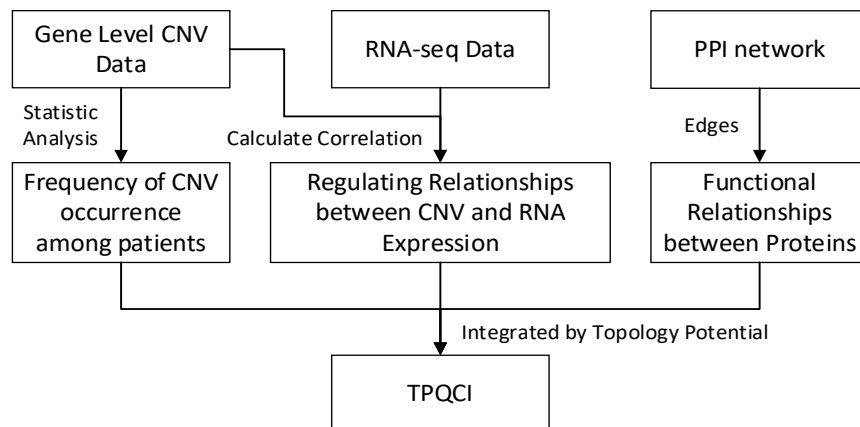 Gene Level CNV
Data
RNA-seq Data
PPI network
Statistic
Analysis
Calculate Correlation
Edges
Frequency of CNV
occurrence
among patients
Regulating Relationships
between CNV and RNA
Expression
Functional
Relationships
between Proteins
Integrated by Topology Potential
TPQCI